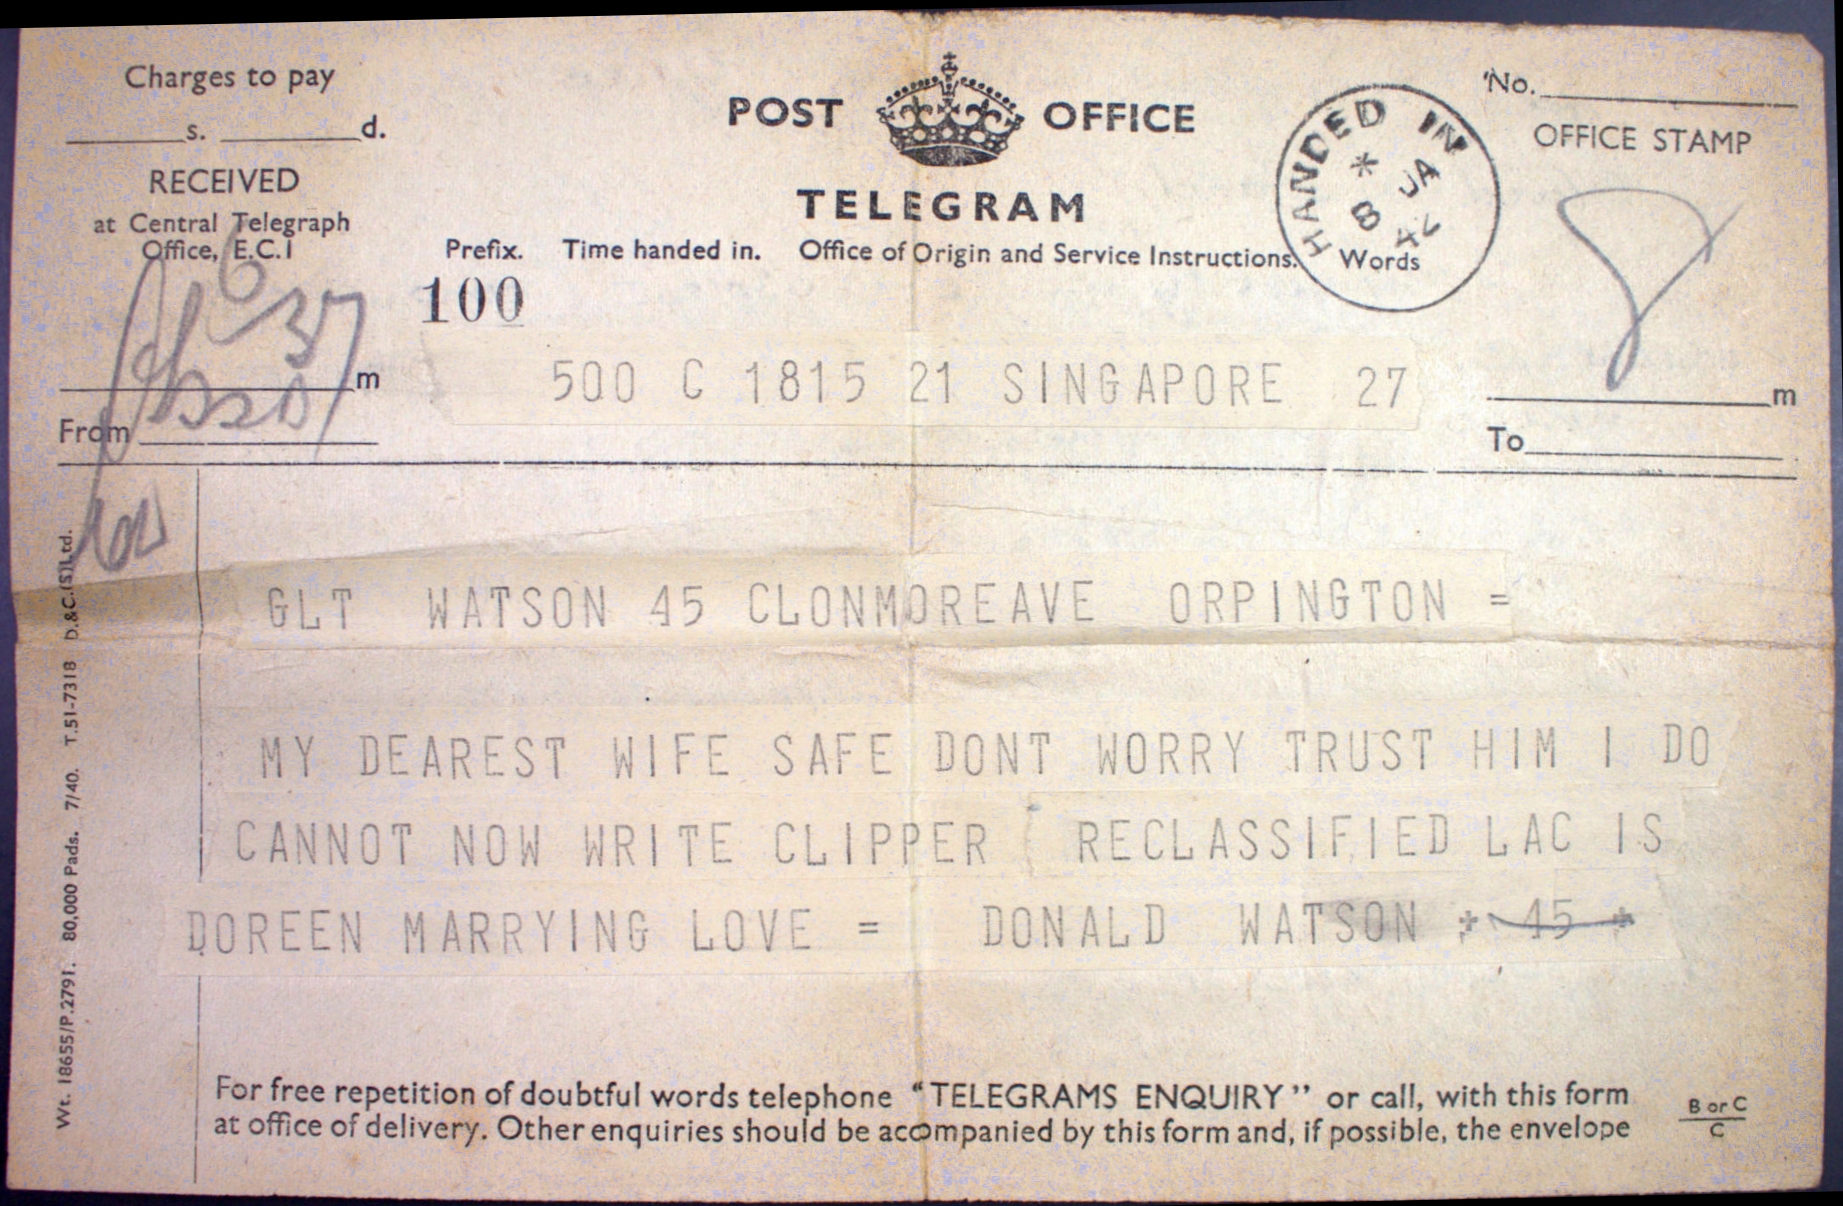 Charges to pay
s. d.
RECEIVED
at Central Telegraph
Office, E.C.1
m
From
POST OFFICE
TELEGRAM
Prefix. Time handed in. Office of Origin and Service Instructions. Words
100
HANDED IN
* JA
8 42
No.
OFFICE STAMP
m
To
500 C 1815 21 SINGAPORE 27
GLT WATSON 45 CLONMOREAVE ORPINGTON =
MY DEAREST WIFE SAFE DONT WORRY TRUST HIM I DO
CANNOT NOW WRITE CLIPPER RECLASSIFIED LAC IS
DOREEN MARRYING LOVE = DONALD WATSON + 45 +
For free repetition of doubtful words telephone “TELEGRAMS ENQUIRY” or call, with this form
at office of delivery. Other enquiries should be accompanied by this form and, if possible, the envelope
B or C
C
Wt. 18655/P.2791. 80,000 Pads. 7/40. T.51-7318 D.&C.(S)Ltd.